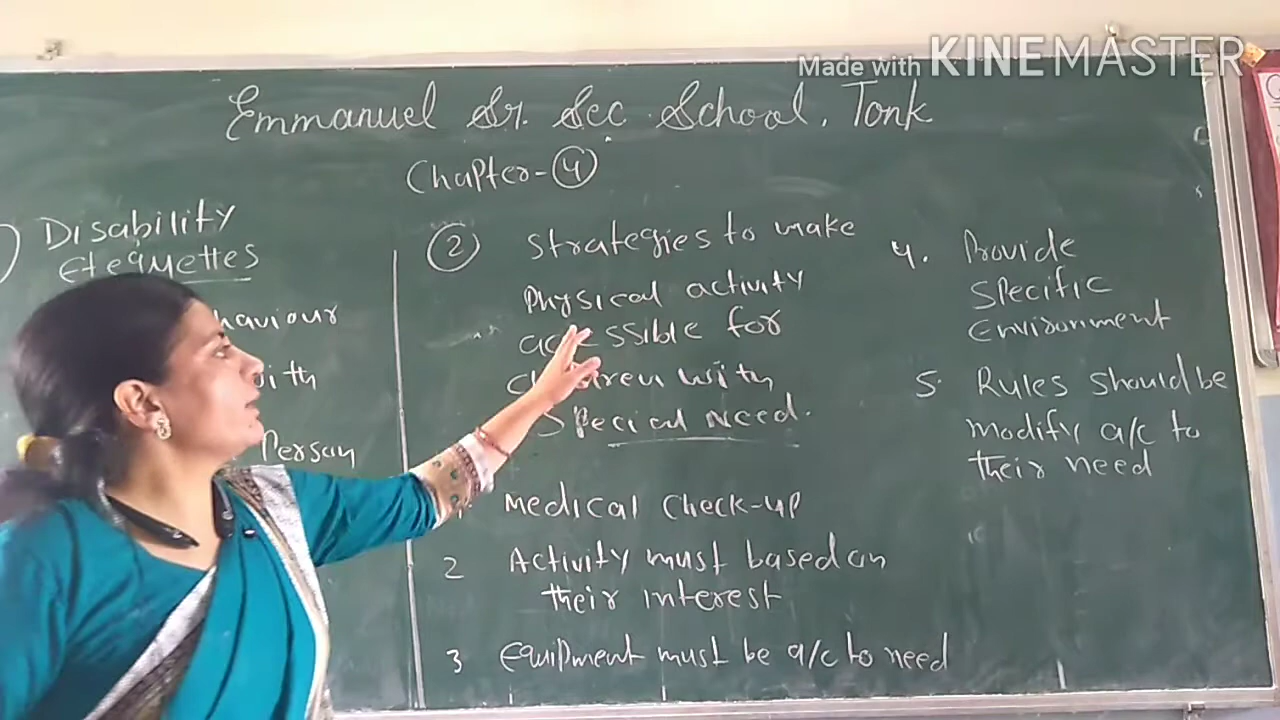 Made with KINEMASTER
Emmanuel Sr. Sec. School, Tonk
Chapter-4
Disability
Etequettes
haviour
with
Person
2 Strategies to make
Physical activity
accessible for
children with
Special Need.
1. Medical Check-up
2 Activity must based on
their interest
3 Equipment must be a/c to need
4. Provide
Specific
Environment
5. Rules should be
modify a/c to
their need